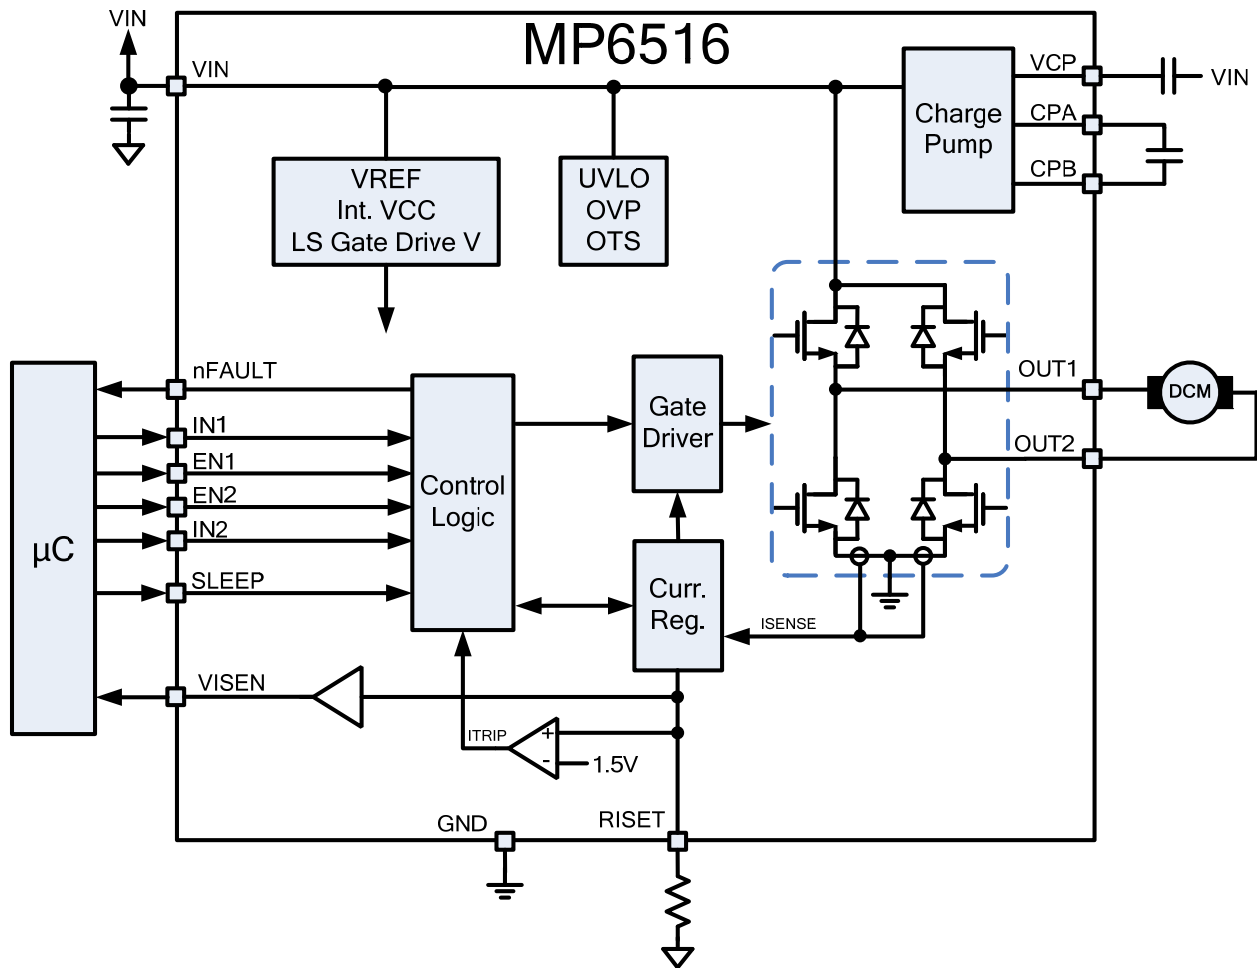 VIN
MP6516
VIN
VCP
VIN
Charge
Pump
CPA
CPB
VREF
Int. VCC
LS Gate Drive V
UVLO
OVP
OTS
nFAULT
OUT1
DCM
IN1
Gate
Driver
EN1
OUT2
Control
Logic
EN2
IN2
µC
SLEEP
Curr.
Reg.
ISENSE
VISEN
ITRIP
+
-
1.5V
GND
RISET